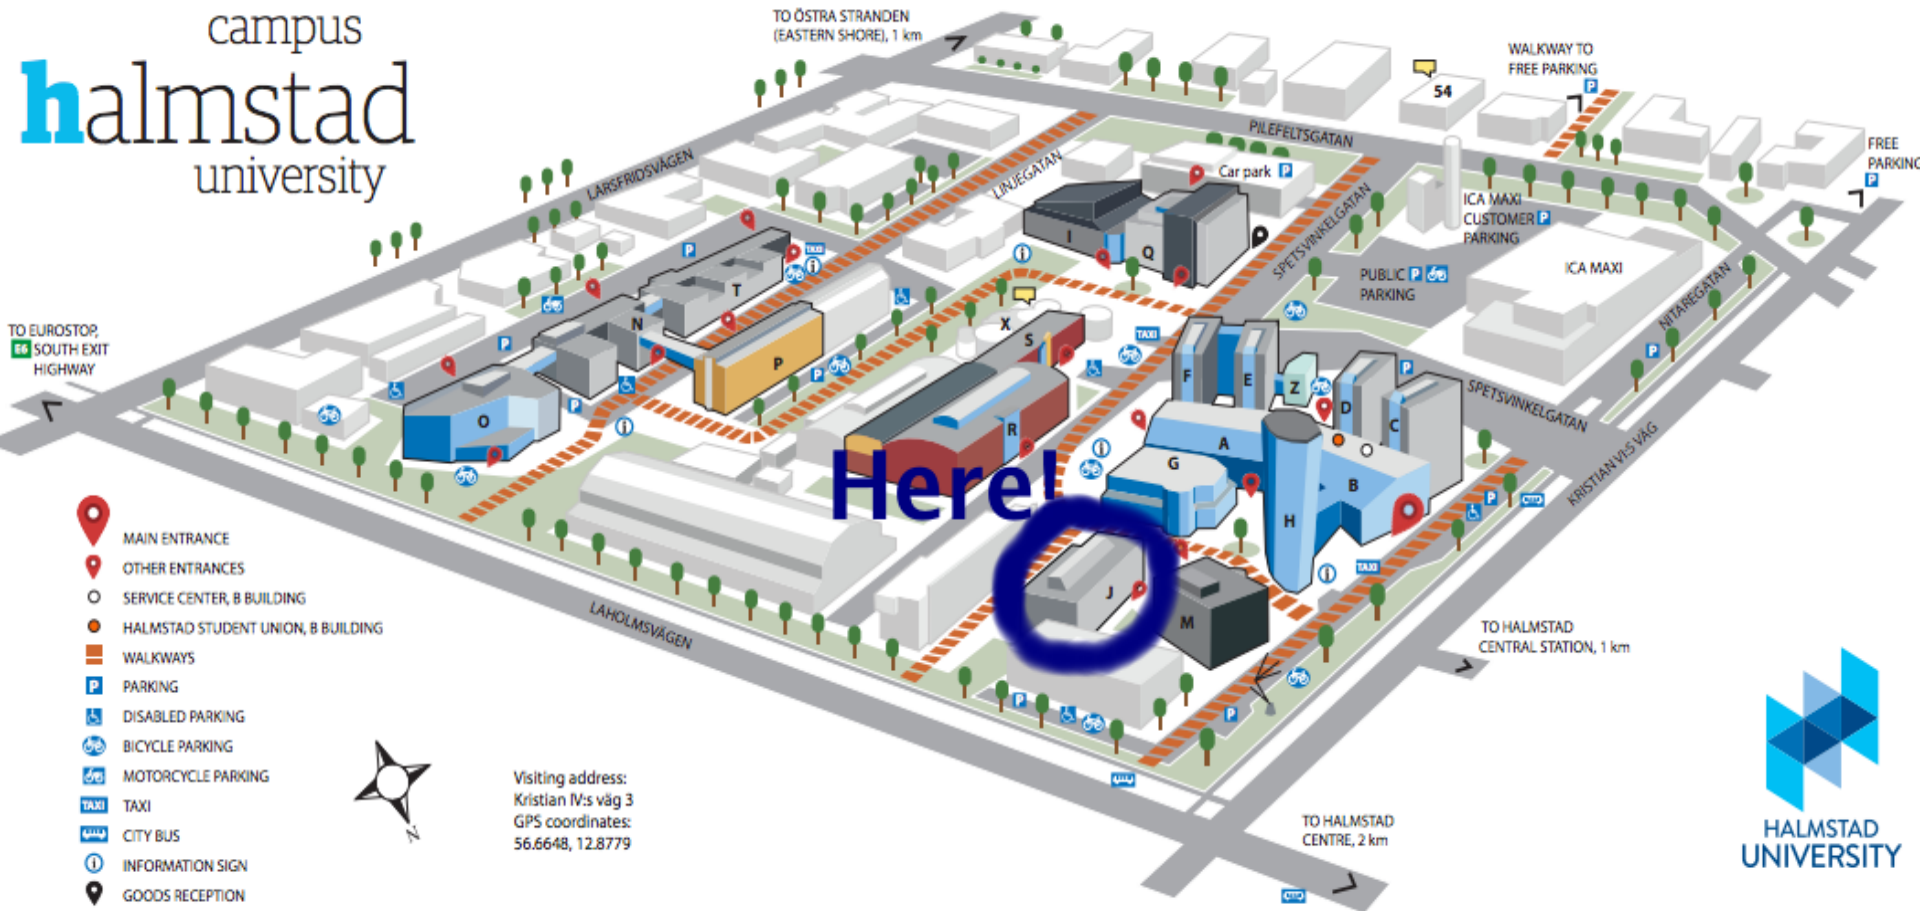 campus
halmstad
university
TO ÖSTRA STRANDEN
(EASTERN SHORE), 1 km
WALKWAY TO
FREE PARKING
P
54
PILEFELTSGATAN
FREE
PARKING
P
LARSFRIDSVÄGEN
LINJEGATAN
Car park P
SPETSVINKELGATAN
ICA MAXI
CUSTOMER P
PARKING
I
Q
P
TAXI
T
PUBLIC P
PARKING
ICA MAXI
NITAREGATAN
TO EUROSTOP,
E6 SOUTH EXIT
HIGHWAY
N
P
X
S
TAXI
P
P
F
E
Z
D
C
P
P
SPETSVINKELGATAN
KRISTIAN VI:S VÄG
O
P
R
A
G
B
H
Here!
P
J
M
TAXI
LAHOLMSVÄGEN
MAIN ENTRANCE
OTHER ENTRANCES
SERVICE CENTER, B BUILDING
HALMSTAD STUDENT UNION, B BUILDING
WALKWAYS
P PARKING
DISABLED PARKING
BICYCLE PARKING
MOTORCYCLE PARKING
TAXI TAXI
CITY BUS
i INFORMATION SIGN
GOODS RECEPTION
N
Visiting address:
Kristian IV:s väg 3
GPS coordinates:
56.6648, 12.8779
P
P
TO HALMSTAD
CENTRAL STATION, 1 km
TO HALMSTAD
CENTRE, 2 km
HALMSTAD
UNIVERSITY